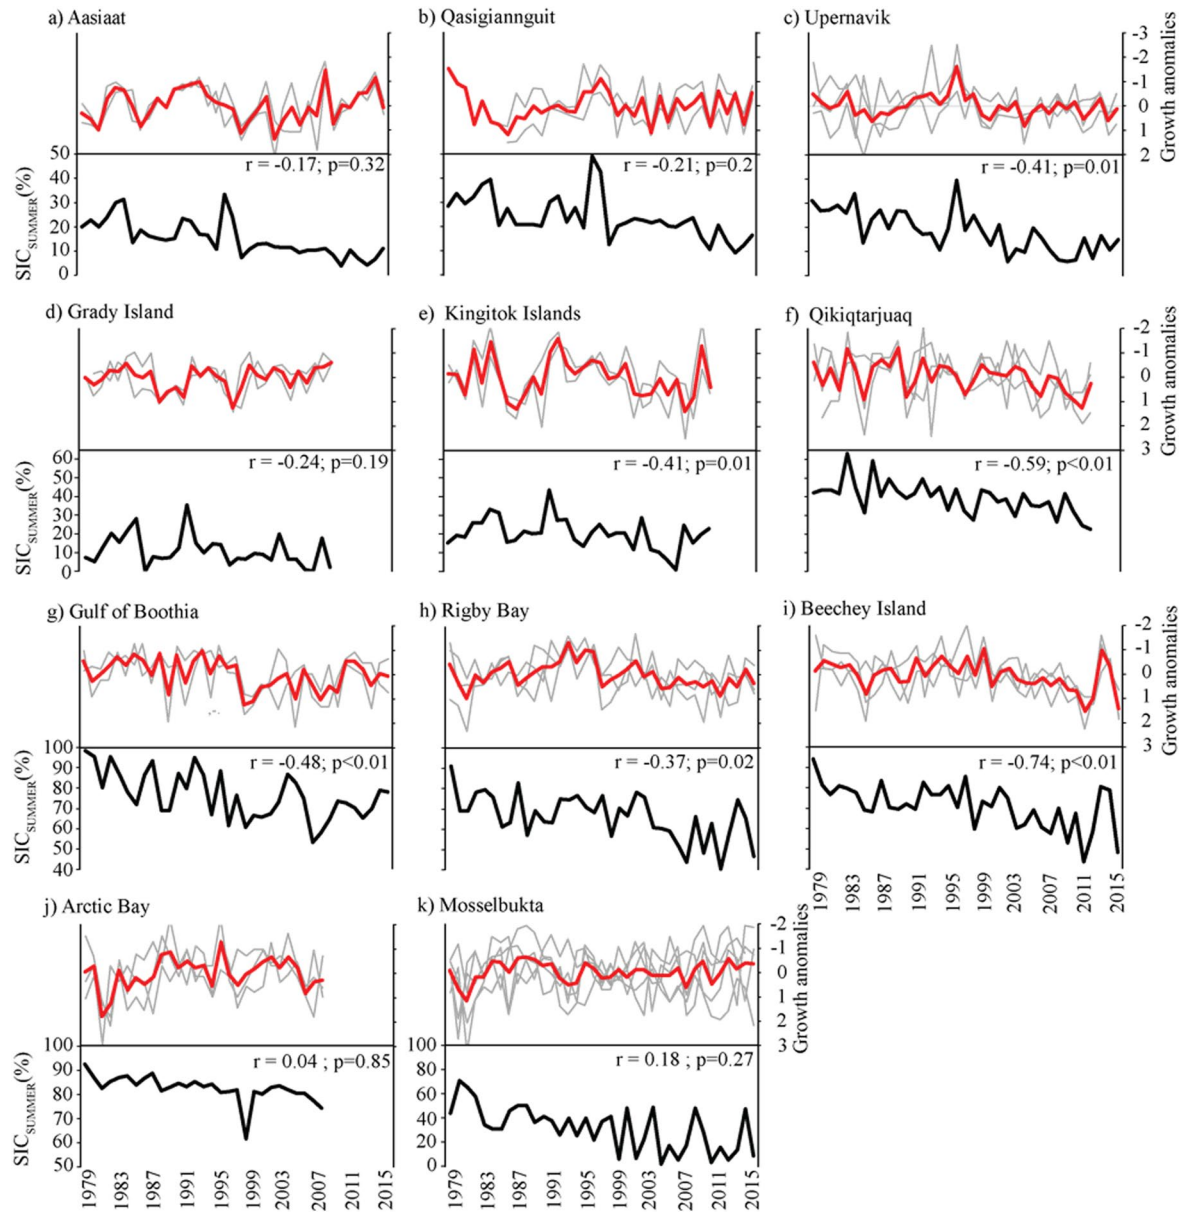 a) Aasiaat
b) Qasigiannguit
c) Upernavik
-3
-2
-1
0
1
2
Growth anomalies
50
40
30
20
10
0
SICSUMMER(%)
r = -0.17; p=0.32
r = -0.21; p=0.2
r = -0.41; p=0.01
d) Grady Island
e) Kingitok Islands
f) Qikiqtarjuaq
-2
-1
0
1
2
3
Growth anomalies
60
50
40
30
20
10
0
SICSUMMER(%)
r = -0.24; p=0.19
r = -0.41; p=0.01
r = -0.59; p<0.01
g) Gulf of Boothia
h) Rigby Bay
i) Beechey Island
-2
-1
0
1
2
3
Growth anomalies
100
90
80
70
60
50
40
SICSUMMER(%)
r = -0.48; p<0.01
r = -0.37; p=0.02
r = -0.74; p<0.01
1979 1983 1987 1991 1995 1999 2003 2007 2011 2015
j) Arctic Bay
k) Mosselbukta
-2
-1
0
1
2
3
Growth anomalies
100
90
80
70
60
50
SICSUMMER(%)
r = 0.04 ; p=0.85
100
80
60
40
20
0
r = 0.18 ; p=0.27
1979 1983 1987 1991 1995 1999 2003 2007 2011 2015
1979 1983 1987 1991 1995 1999 2003 2007 2011 2015